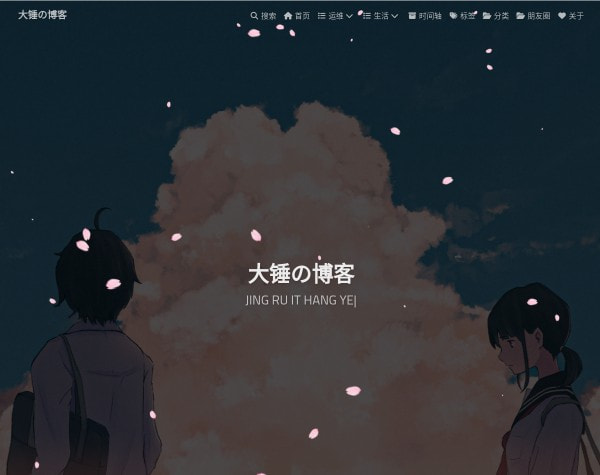 大锤の博客
搜索 首页 运维 生活 时间轴 标签 分类 朋友圈 关于
大锤の博客
JING RU IT HANG YE|